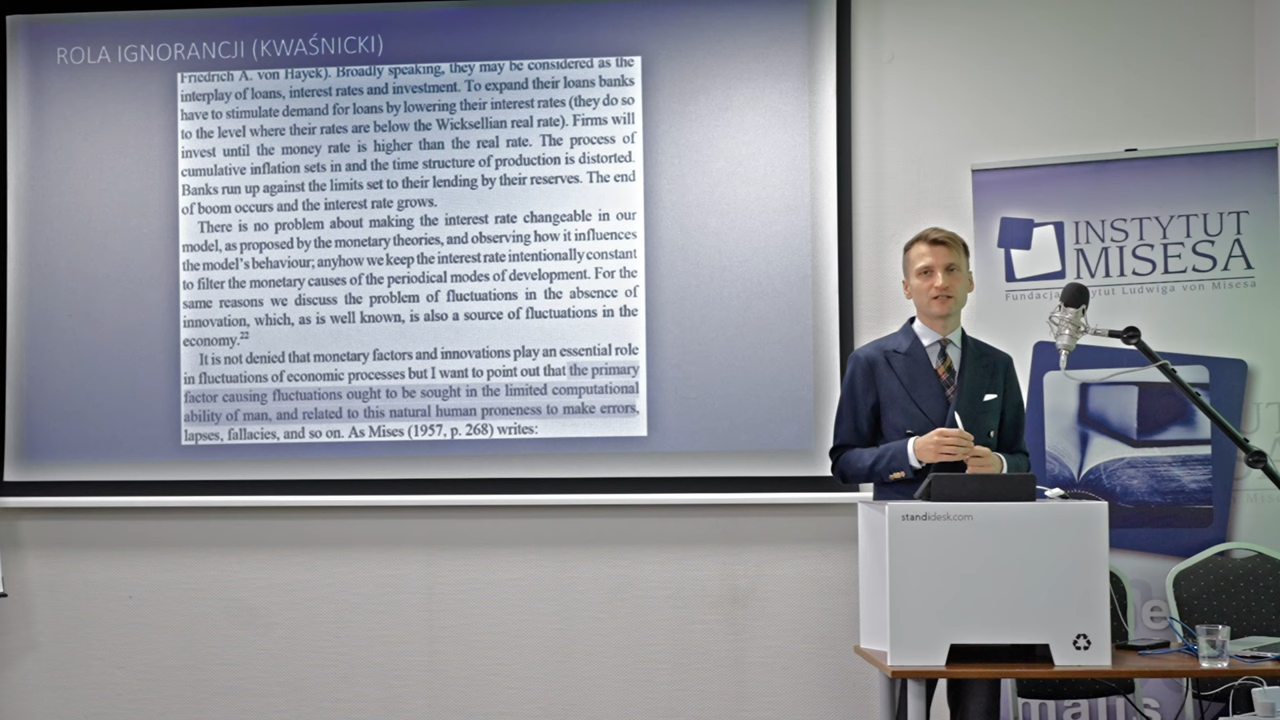 ROLA IGNORANCJI (KWAŚNICKI)
Friedrich A. von Hayek). Broadly speaking, they may be considered as the
interplay of loans, interest rates and investment. To expand their loans banks
have to stimulate demand for loans by lowering their interest rates (they do so
to the level where their rates are below the Wicksellian real rate). Firms will
invest until the money rate is higher than the real rate. The process of
cumulative inflation sets in and the time structure of production is distorted.
Banks run up against the limits set to their lending by their reserves. The end
of boom occurs and the interest rate grows.
There is no problem about making the interest rate changeable in our
model, as proposed by the monetary theories, and observing how it influences
the model's behaviour; anyhow we keep the interest rate intentionally constant
to filter the monetary causes of the periodical modes of development. For the
same reasons we discuss the problem of fluctuations in the absence of
innovation, which, as is well known, is also a source of fluctuations in the
economy.22
It is not denied that monetary factors and innovations play an essential role
in fluctuations of economic processes but I want to point out that the primary
factor causing fluctuations ought to be sought in the limited computational
ability of man, and related to this natural human proneness to make errors,
lapses, fallacies, and so on. As Mises (1957, p. 268) writes:
INSTYTUT
MISESA
Fundacja Instytut Ludwiga von Misesa
standidesk.com